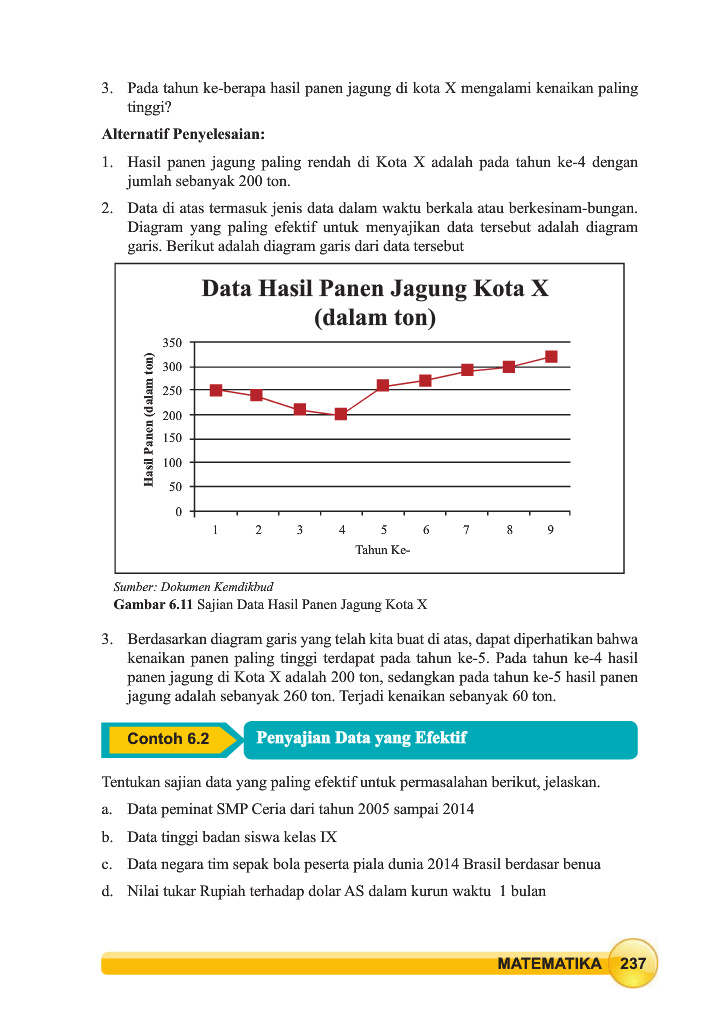 3. Pada tahun ke-berapa hasil panen jagung di kota X mengalami kenaikan paling
tinggi?
Alternatif Penyelesaian:
1. Hasil panen jagung paling rendah di Kota X adalah pada tahun ke-4 dengan
jumlah sebanyak 200 ton.
2. Data di atas termasuk jenis data dalam waktu berkala atau berkesinam-bungan.
Diagram yang paling efektif untuk menyajikan data tersebut adalah diagram
garis. Berikut adalah diagram garis dari data tersebut
Data Hasil Panen Jagung Kota X
(dalam ton)
Hasil Panen (dalam ton)
350
300
250
200
150
100
50
0
1 2 3 4 5 6 7 8 9
Tahun Ke-
Sumber: Dokumen Kemdikbud
Gambar 6.11 Sajian Data Hasil Panen Jagung Kota X
3. Berdasarkan diagram garis yang telah kita buat di atas, dapat diperhatikan bahwa
kenaikan panen paling tinggi terdapat pada tahun ke-5. Pada tahun ke-4 hasil
panen jagung di Kota X adalah 200 ton, sedangkan pada tahun ke-5 hasil panen
jagung adalah sebanyak 260 ton. Terjadi kenaikan sebanyak 60 ton.
Contoh 6.2 Penyajian Data yang Efektif
Tentukan sajian data yang paling efektif untuk permasalahan berikut, jelaskan.
a. Data peminat SMP Ceria dari tahun 2005 sampai 2014
b. Data tinggi badan siswa kelas IX
c. Data negara tim sepak bola peserta piala dunia 2014 Brasil berdasar benua
d. Nilai tukar Rupiah terhadap dolar AS dalam kurun waktu 1 bulan
MATEMATIKA 237